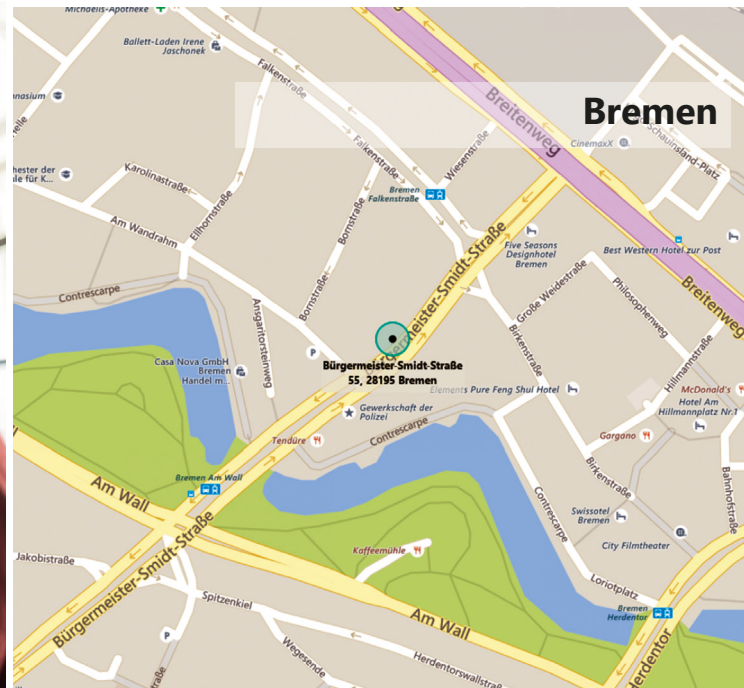 Michaelis-Apotheke
Ballett-Laden Irene
Jaschonek
Falkenstraße
Breitenweg
Bremen
CinemaxX
Schauinsland-Platz
Karolinastraße
Ellhornstraße
Falkenstraße
Wiesenstraße
Bremen
Falkenstraße
Am Wandrahm
Bornstraße
Bürgermeister-Smidt-Straße
Five Seasons
Designhotel
Bremen
Best Western Hotel zur Post
Große Weidestraße
Philosophenweg
Breitenweg
Contrescarpe
Ansgaritorsteinweg
Bornstraße
Birkenstraße
Hillmannstraße
P
Casa Nova GmbH
Bremen
Handel m...
Bürgermeister-Smidt-Straße
55, 28195 Bremen
Elements Pure Feng Shui Hotel
McDonald's
Hotel Am
Hillmannplatz Nr.1
Gewerkschaft der
Polizei
Contrescarpe
Tendüre
Gargano
Birkenstraße
Bahnhofstraße
Bremen Am Wall
Am Wall
Contrescarpe
Swissotel
Bremen
City Filmtheater
Kaffeemühle
Jakobistraße
Bürgermeister-Smidt-Straße
Spitzenkiel
Loriotplatz
Bremen
Herdentor
Am Wall
P
Wegesende
Herdentorswallstraße
Herdentor